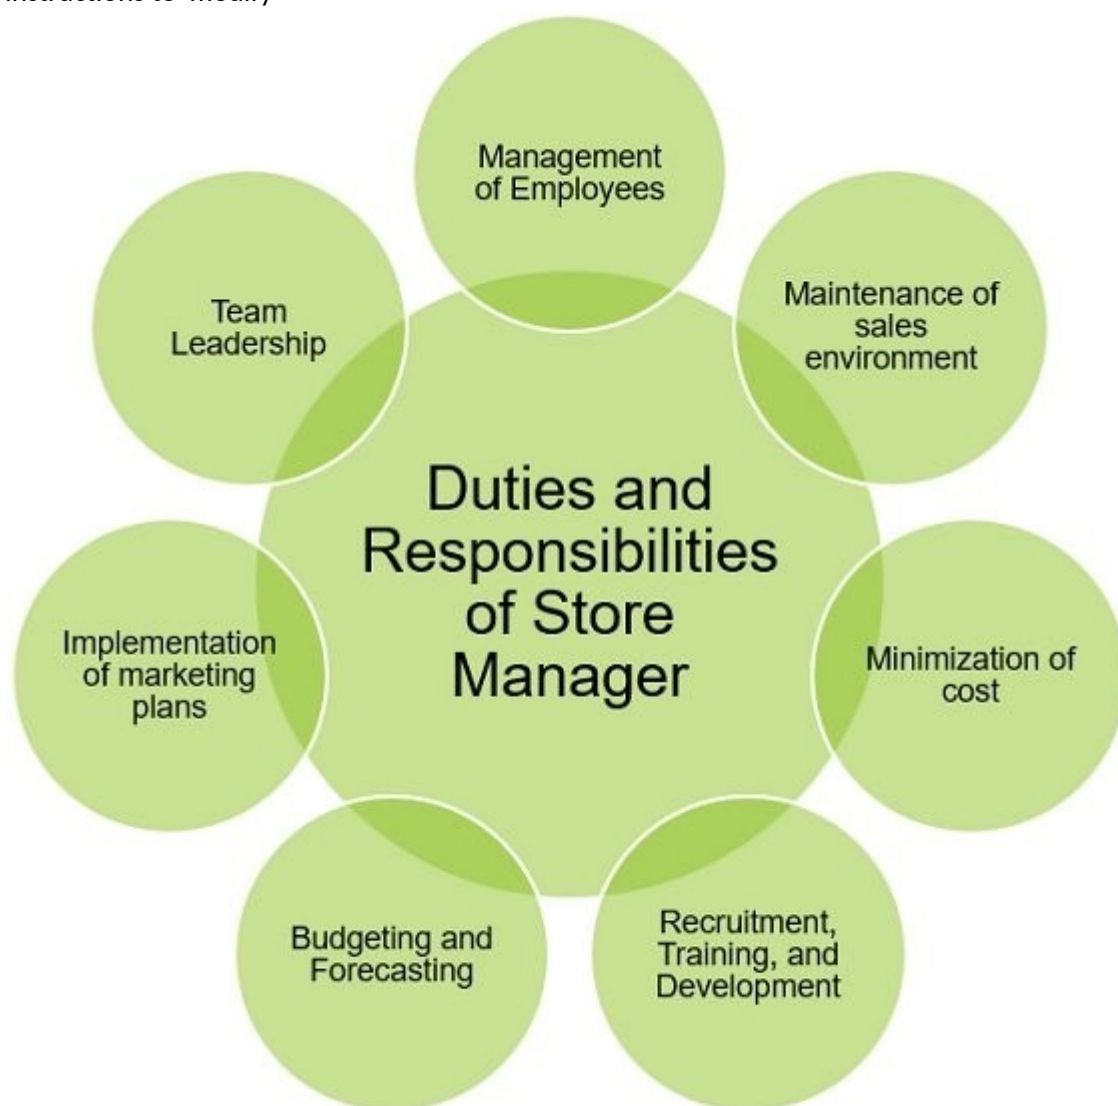 Management
of Employees
Maintenance of
sales
environment
Minimization of
cost
Recruitment,
Training, and
Development
Budgeting and
Forecasting
Implementation
of marketing
plans
Team
Leadership
Duties and
Responsibilities
of Store
Manager